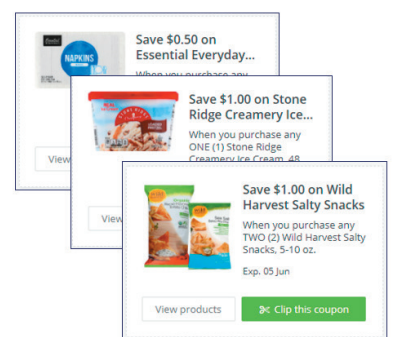 NAPKINS
Save $0.50 on
Essential Everyday...
When you purchase any
View
Save $1.00 on Stone
Ridge Creamery Ice...
When you purchase any
ONE (1) Stone Ridge
Creamery Ice Cream, 48
View
Save $1.00 on Wild
Harvest Salty Snacks
When you purchase any
TWO (2) Wild Harvest Salty
Snacks, 5-10 oz.
Exp. 05 Jun
View products
Clip this coupon